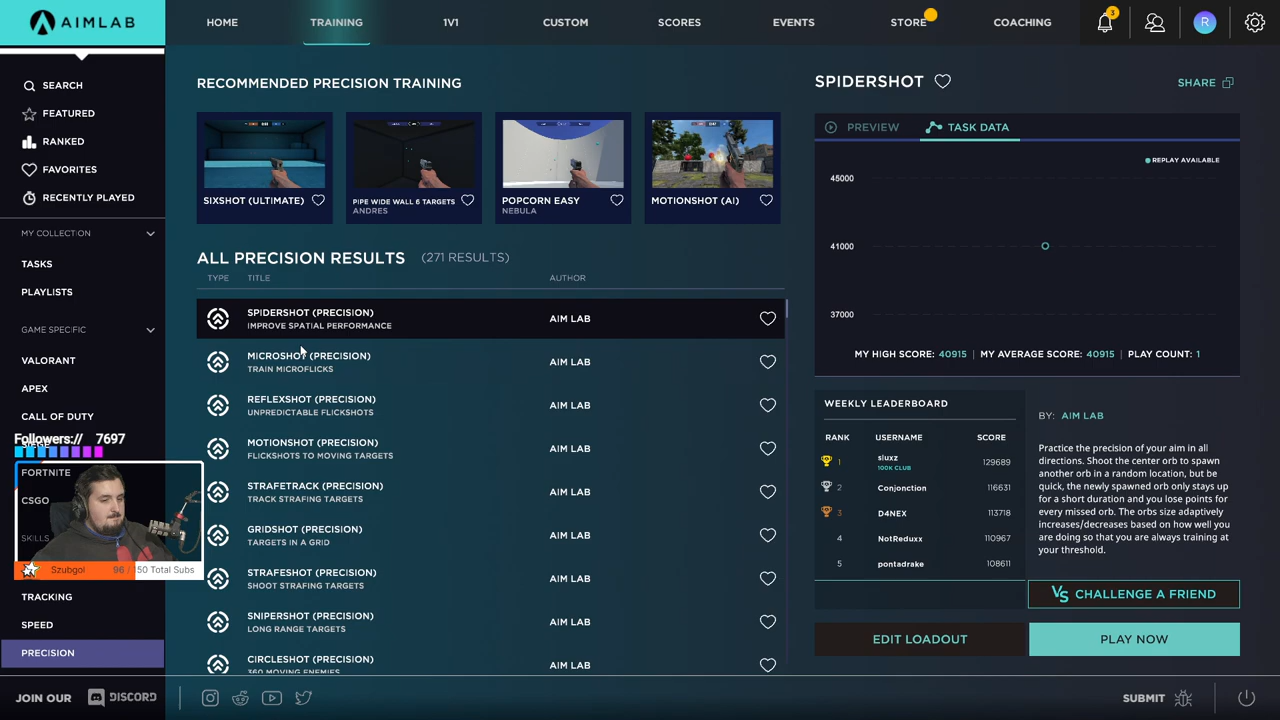 AIMLAB
HOME
TRAINING
1V1
CUSTOM
SCORES
EVENTS
STORE
COACHING
3
R
SEARCH
FEATURED
RANKED
FAVORITES
RECENTLY PLAYED
MY COLLECTION
TASKS
PLAYLISTS
GAME SPECIFIC
VALORANT
APEX
CALL OF DUTY
Followers:// 7697
FORTNITE
CSGO
SKILLS
Szubgol 96 / 150 Total Subs
TRACKING
SPEED
PRECISION
RECOMMENDED PRECISION TRAINING
SIXSHOT (ULTIMATE)
PIPE WIDE WALL 6 TARGETS
ANDRES
POPCORN EASY
NEBULA
MOTIONSHOT (AI)
ALL PRECISION RESULTS (271 RESULTS)
TYPE TITLE AUTHOR
SPIDERSHOT (PRECISION)
IMPROVE SPATIAL PERFORMANCE
AIM LAB
MICROSHOT (PRECISION)
TRAIN MICROFLICKS
AIM LAB
REFLEXSHOT (PRECISION)
UNPREDICTABLE FLICKSHOTS
AIM LAB
MOTIONSHOT (PRECISION)
FLICKSHOTS TO MOVING TARGETS
AIM LAB
STRAFETRACK (PRECISION)
TRACK STRAFING TARGETS
AIM LAB
GRIDSHOT (PRECISION)
TARGETS IN A GRID
AIM LAB
STRAFESHOT (PRECISION)
SHOOT STRAFING TARGETS
AIM LAB
SNIPERSHOT (PRECISION)
LONG RANGE TARGETS
AIM LAB
CIRCLESHOT (PRECISION)
360 MOVING ENEMIES
AIM LAB
SPIDERSHOT
SHARE
PREVIEW
TASK DATA
REPLAY AVAILABLE
45000
41000
37000
MY HIGH SCORE: 40915 | MY AVERAGE SCORE: 40915 | PLAY COUNT: 1
WEEKLY LEADERBOARD
RANK USERNAME SCORE
1 siuxz 129689
100K CLUB
2 Conjonction 116631
3 D4NEX 113718
4 NotReduxx 110967
5 pontadrake 108611
BY: AIM LAB
Practice the precision of your aim in all
directions. Shoot the center orb to spawn
another orb in a random location, but be
quick, the newly spawned orb only stays up
for a short duration and you lose points for
every missed orb. The orbs size adaptively
increases/decreases based on how well you
are doing so that you are always training at
your threshold.
VS CHALLENGE A FRIEND
EDIT LOADOUT
PLAY NOW
JOIN OUR DISCORD
SUBMIT